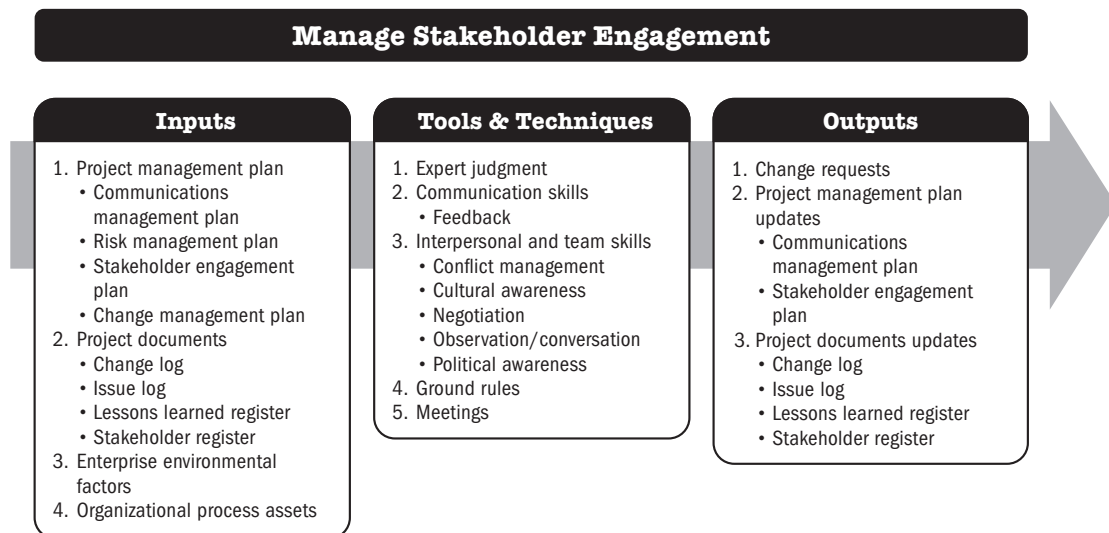 Manage Stakeholder Engagement
Inputs
1. Project management plan
• Communications
management plan
• Risk management plan
• Stakeholder engagement
plan
• Change management plan
2. Project documents
• Change log
• Issue log
• Lessons learned register
• Stakeholder register
3. Enterprise environmental
factors
4. Organizational process assets
Tools & Techniques
1. Expert judgment
2. Communication skills
• Feedback
3. Interpersonal and team skills
• Conflict management
• Cultural awareness
• Negotiation
• Observation/conversation
• Political awareness
4. Ground rules
5. Meetings
Outputs
1. Change requests
2. Project management plan
updates
• Communications
management plan
• Stakeholder engagement
plan
3. Project documents updates
• Change log
• Issue log
• Lessons learned register
• Stakeholder register